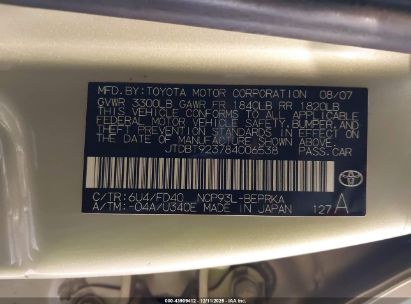 MFD.BY: TOYOTA MOTOR CORPORATION 08/07
GVWR 3300LB GAWR FR 1840LB RR 1820LB
THIS VEHICLE CONFORMS TO ALL APPLICABLE
FEDERAL MOTOR VEHICLE SAFETY,BUMPER,AND
THEFT PREVENTION STANDARDS IN EFFECT ON
THE DATE OF MANUFACTURE SHOWN ABOVE.
JTDBT923784006538 PASS.CAR
C/TR:6U4/FD40 NCP93L-BEPRKA
A/TM:-04A/U340E MADE IN JAPAN 127A
TOYOTA